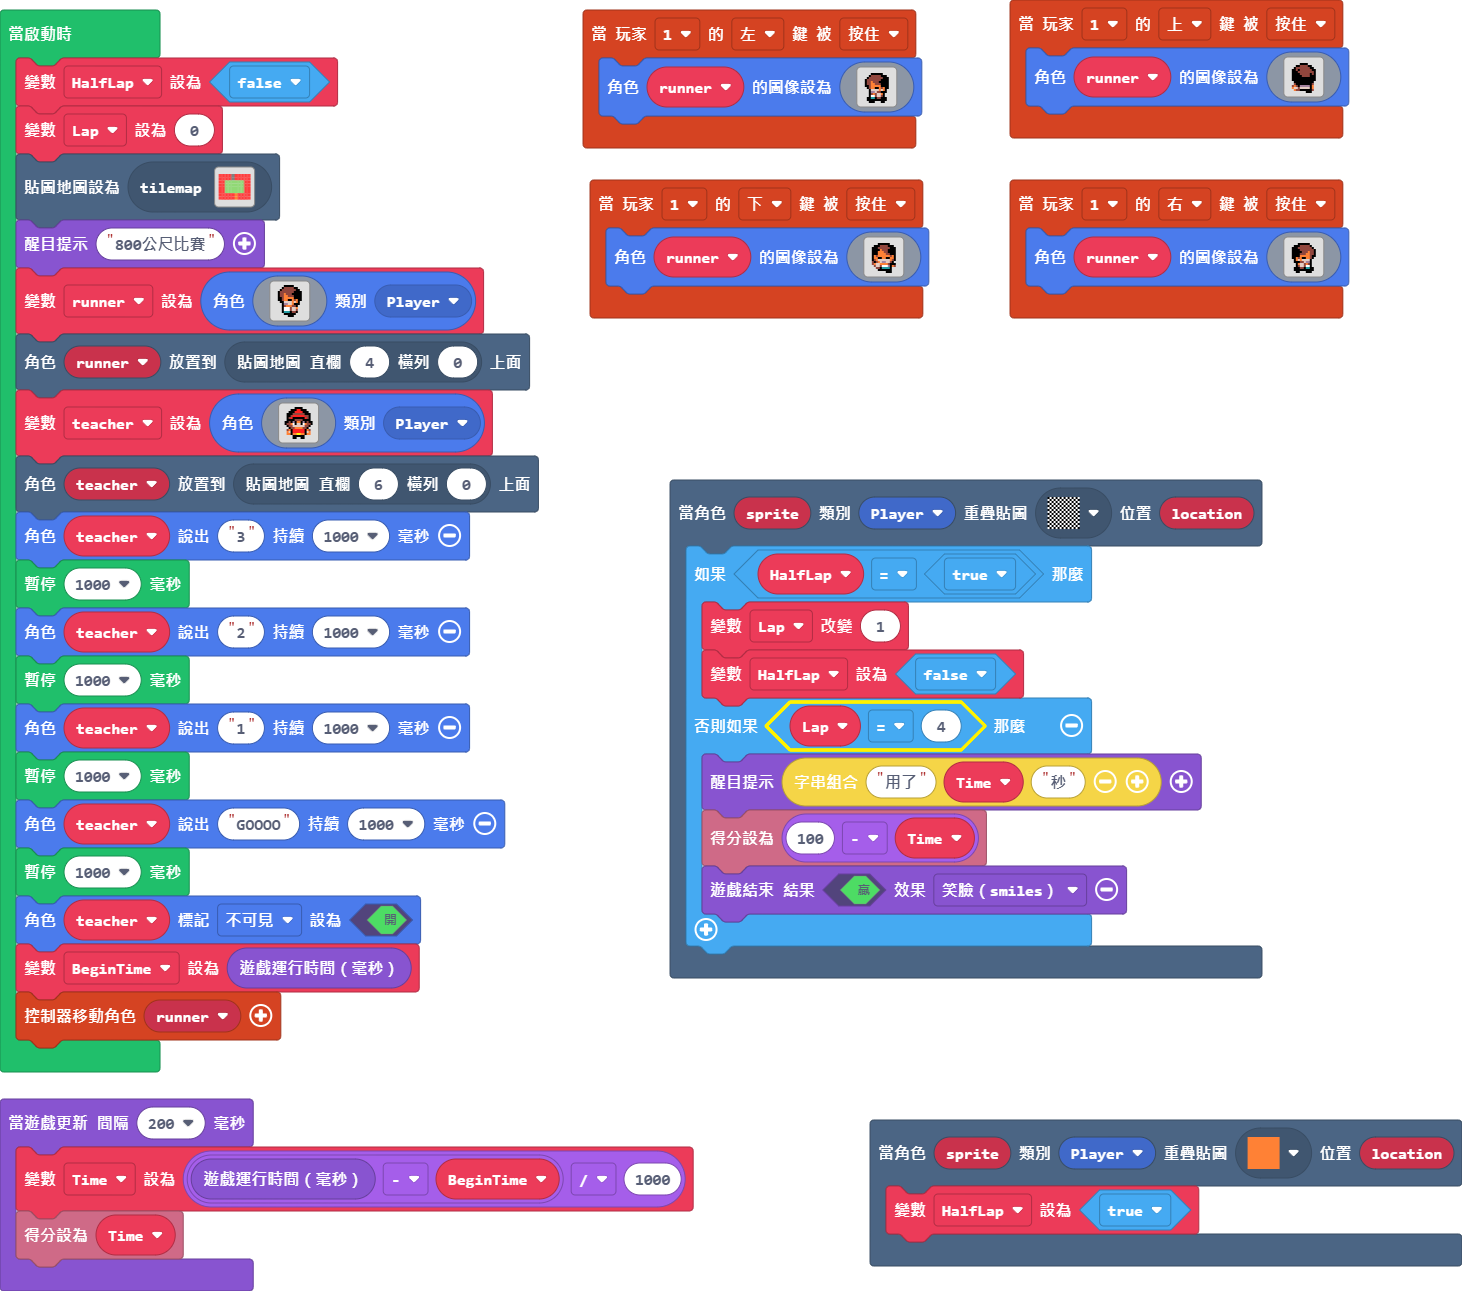 當啟動時
變數 HalfLap 設為 false
變數 Lap 設為 0
貼圖地圖設為 tilemap
醒目提示 "800公尺比賽"
變數 runner 設為 角色 類別 Player
角色 runner 放置到 貼圖地圖 直欄 4 橫列 0 上面
變數 teacher 設為 角色 類別 Player
角色 teacher 放置到 貼圖地圖 直欄 6 橫列 0 上面
角色 teacher 說出 "3" 持續 1000 毫秒
暫停 1000 毫秒
角色 teacher 說出 "2" 持續 1000 毫秒
暫停 1000 毫秒
角色 teacher 說出 "1" 持續 1000 毫秒
暫停 1000 毫秒
角色 teacher 說出 "GOOOO" 持續 1000 毫秒
暫停 1000 毫秒
角色 teacher 標記 不可見 設為 開
變數 BeginTime 設為 遊戲運行時間(毫秒)
控制器移動角色 runner
當遊戲更新 間隔 200 毫秒
變數 Time 設為 遊戲運行時間(毫秒) - BeginTime / 1000
得分設為 Time
當 玩家 1 的 左 鍵 被 按住
角色 runner 的圖像設為
當 玩家 1 的 上 鍵 被 按住
角色 runner 的圖像設為
當 玩家 1 的 下 鍵 被 按住
角色 runner 的圖像設為
當 玩家 1 的 右 鍵 被 按住
角色 runner 的圖像設為
當角色 sprite 類別 Player 重疊貼圖 位置 location
如果 HalfLap = true 那麼
變數 Lap 改變 1
變數 HalfLap 設為 false
否則如果 Lap = 4 那麼
醒目提示 字串組合 "用了" Time "秒"
得分設為 100 - Time
遊戲結束 結果 贏 效果 笑臉(smiles)
當角色 sprite 類別 Player 重疊貼圖 位置 location
變數 HalfLap 設為 true